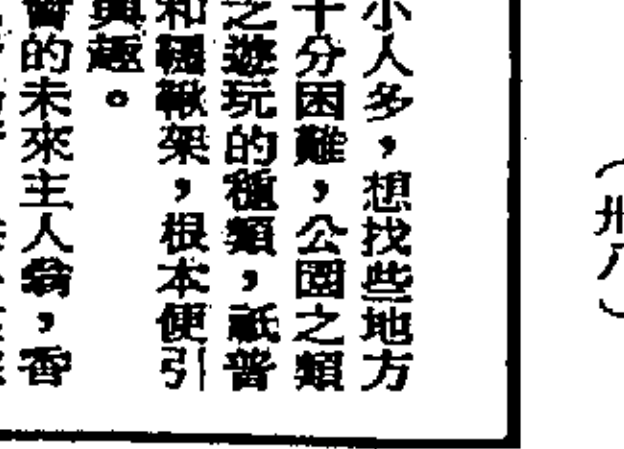 （卅八）
小人多，想找些地方
十分困難，公園之類
之遊玩的種類，祇普
和鞦韆架，根本便引
興趣。
的未來主人翁，香